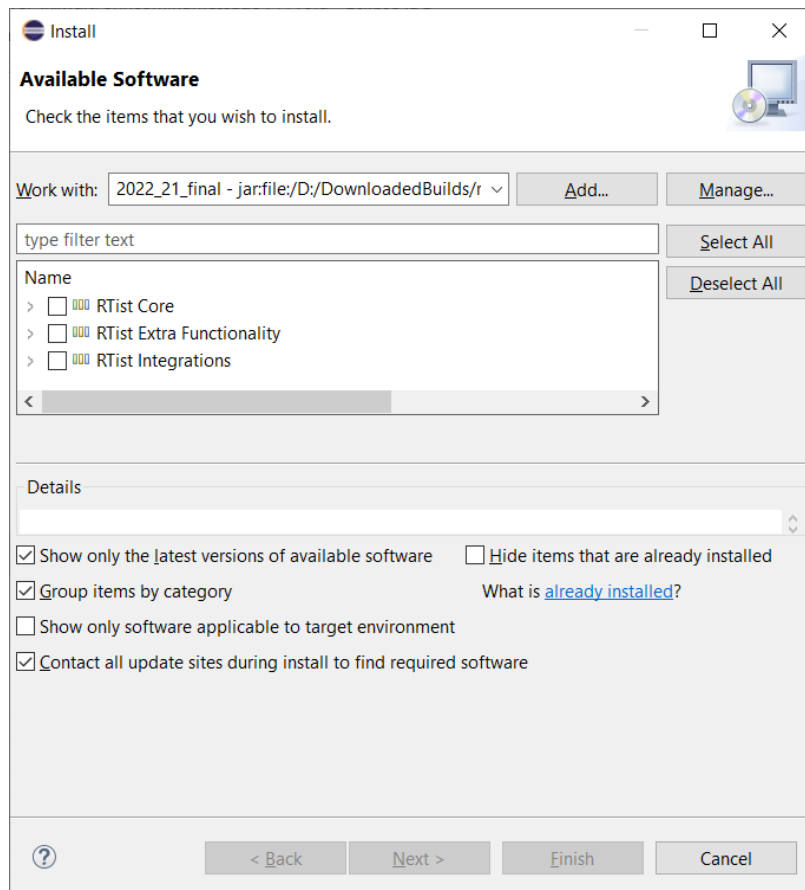 Install
Available Software
Check the items that you wish to install.
Work with: 2022_21_final - jar:file:/D:/DownloadedBuilds/r Add... Manage...
type filter text Select All
Name Deselect All
RTist Core
RTist Extra Functionality
RTist Integrations
Details
Show only the latest versions of available software Hide items that are already installed
Group items by category What is already installed?
Show only software applicable to target environment
Contact all update sites during install to find required software
? < Back Next > Finish Cancel